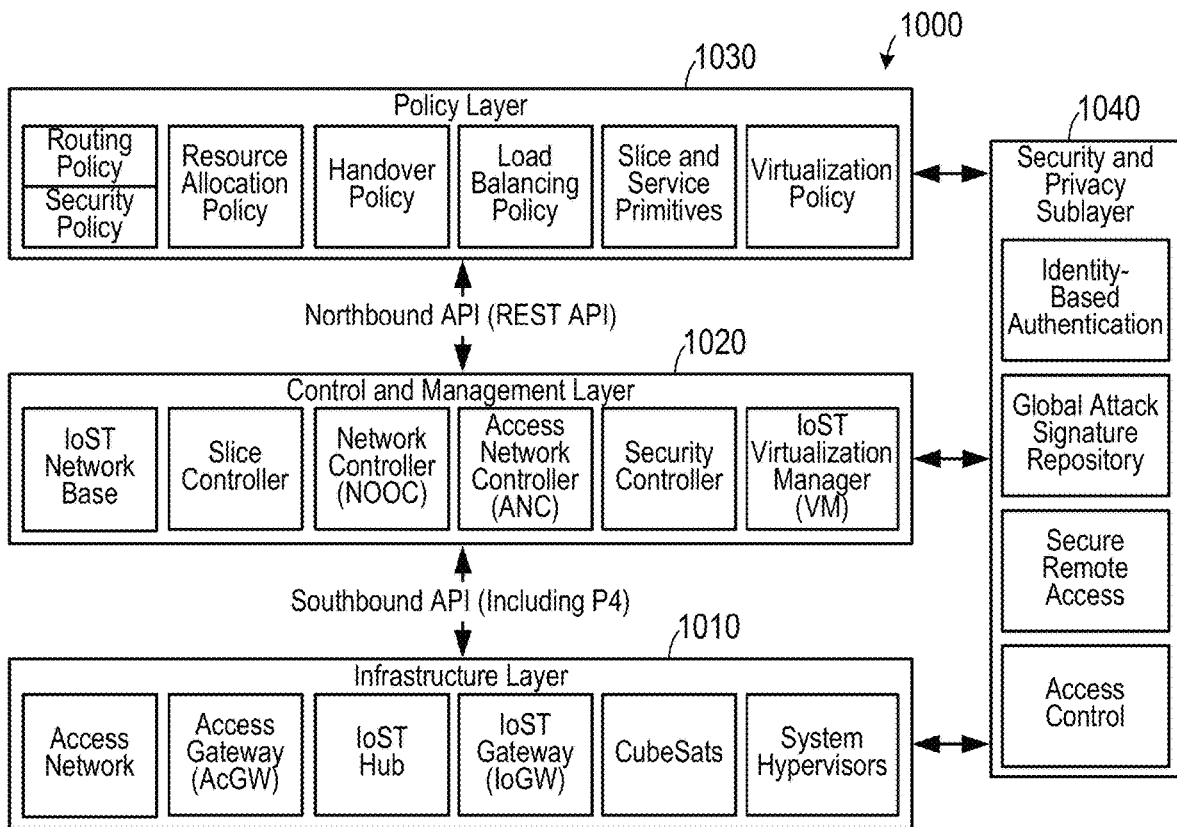 1000
1030
Policy Layer
Routing
Policy
Security
Policy
Resource
Allocation
Policy
Handover
Policy
Load
Balancing
Policy
Slice and
Service
Primitives
Virtualization
Policy
Northbound API (REST API)
1020
Control and Management Layer
IoST
Network
Base
Slice
Controller
Network
Controller
(NOOC)
Access
Network
Controller
(ANC)
Security
Controller
IoST
Virtualization
Manager
(VM)
Southbound API (Including P4)
1010
Infrastructure Layer
Access
Network
Access
Gateway
(AcGW)
IoST
Hub
IoST
Gateway
(IoGW)
CubeSats
System
Hypervisors
1040
Security and
Privacy
Sublayer
Identity-
Based
Authentication
Global Attack
Signature
Repository
Secure
Remote
Access
Access
Control